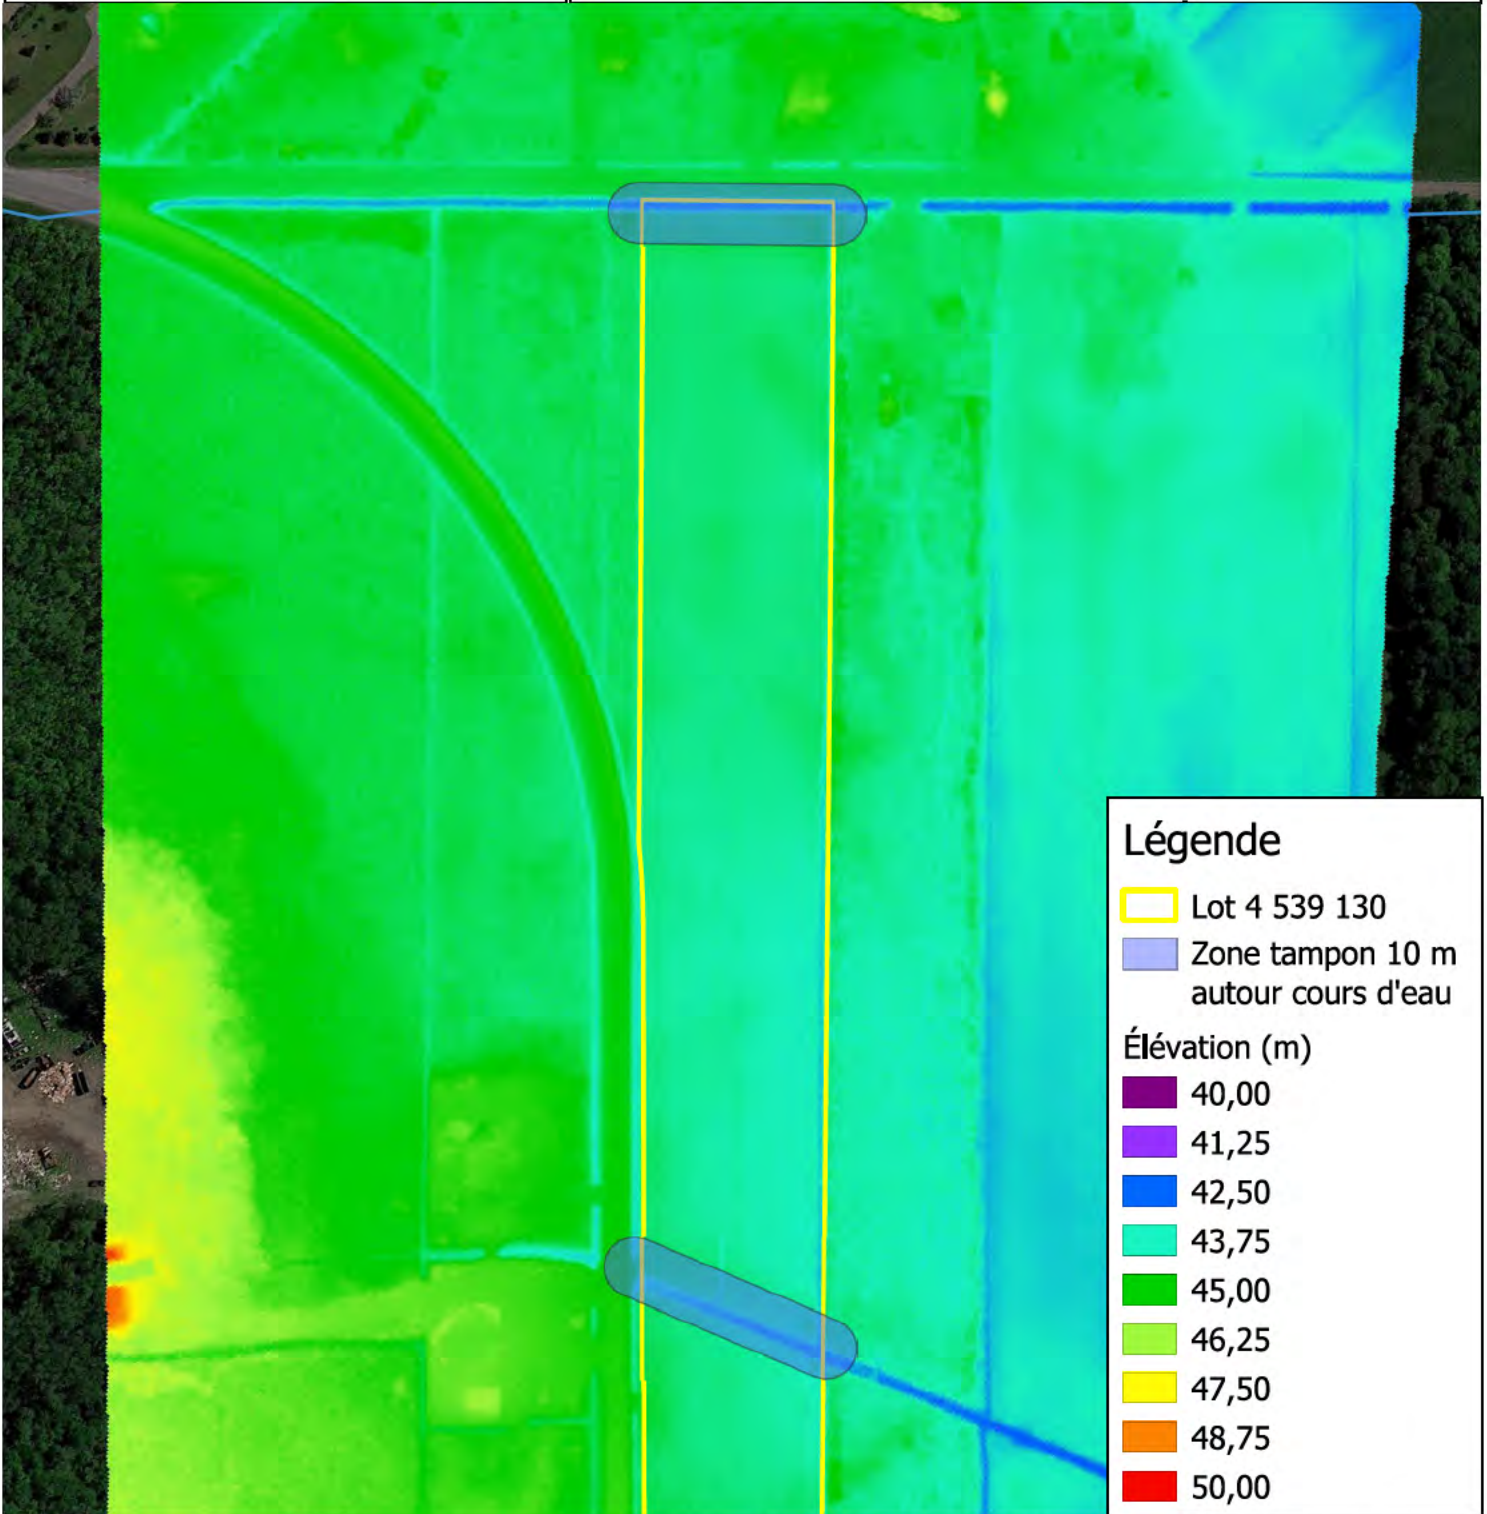 Légende
Lot 4 539 130
Zone tampon 10 m
autour cours d'eau
Élévation (m)
40,00
41,25
42,50
43,75
45,00
46,25
47,50
48,75
50,00